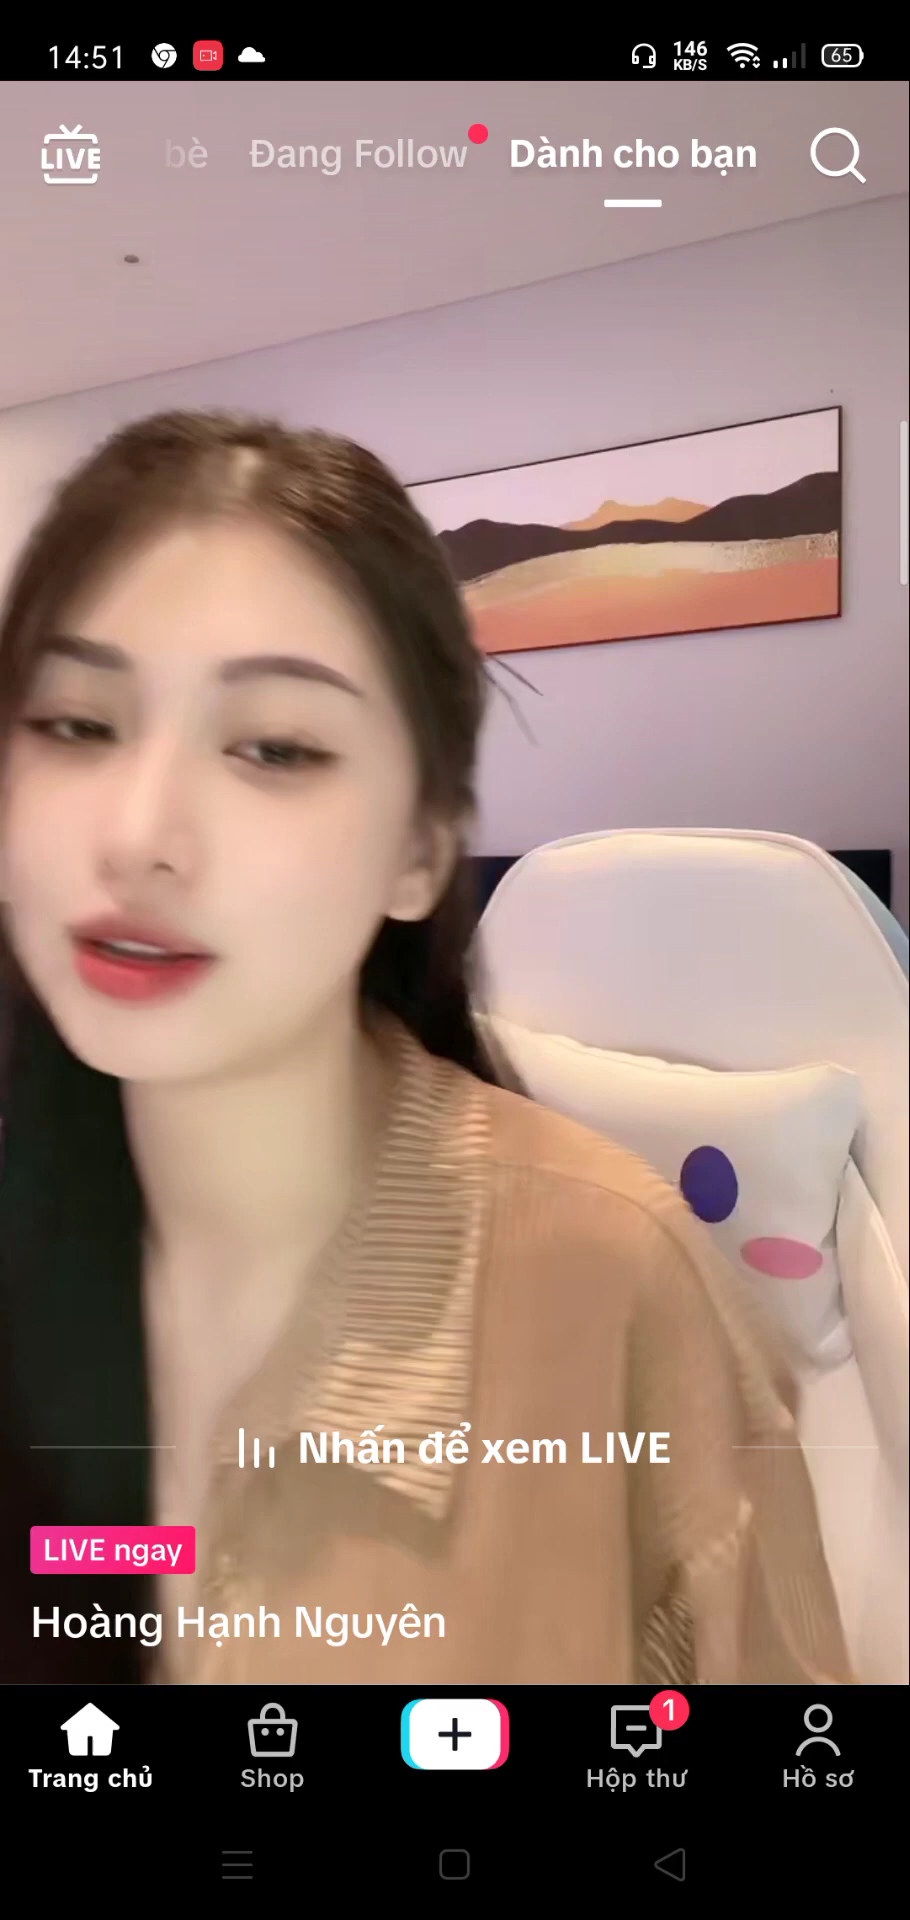 14:51
146
KB/S
65
LIVE
bè
Đang Follow
Dành cho bạn
Nhấn để xem LIVE
LIVE ngay
Hoàng Hạnh Nguyên
1
Trang chủ
Shop
Hộp thư
Hồ sơ